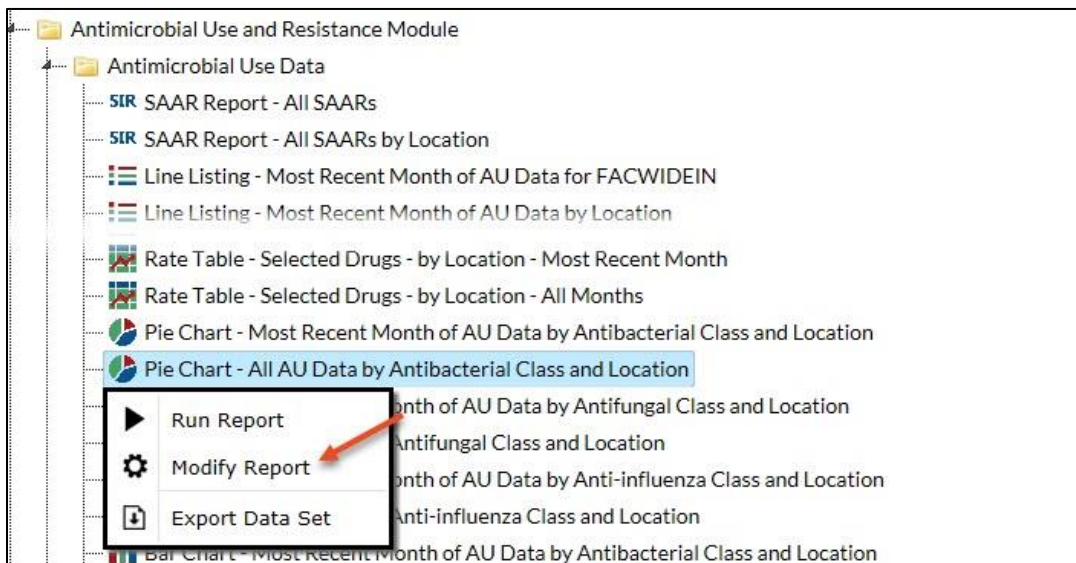 Antimicrobial Use and Resistance Module
Antimicrobial Use Data
SIR SAAR Report - All SAARs
SIR SAAR Report - All SAARs by Location
Line Listing - Most Recent Month of AU Data for FACWIDEIN
Line Listing - Most Recent Month of AU Data by Location
Rate Table - Selected Drugs - by Location - Most Recent Month
Rate Table - Selected Drugs - by Location - All Months
Pie Chart - Most Recent Month of AU Data by Antibacterial Class and Location
Pie Chart - All AU Data by Antibacterial Class and Location
onth of AU Data by Antifungal Class and Location
Run Report
Antifungal Class and Location
Modify Report
onth of AU Data by Anti-influenza Class and Location
Anti-influenza Class and Location
Export Data Set
Bar Chart - Most Recent Month of AU Data by Antibacterial Class and Location